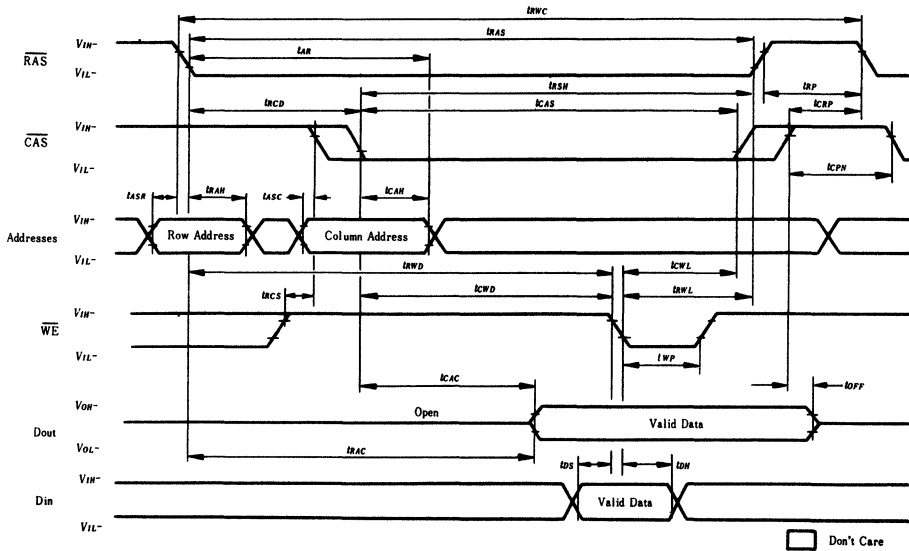 tRWC
tRAS
tAR
VIH-
RAS
VIL-
tRSH
tRP
tRCD
tCAS
tCRP
VIH-
CAS
VIL-
tCPN
tASR
tRAH
tASC
tCAH
VIH-
Addresses
Row Address
Column Address
VIL-
tRWD
tCWL
tRCS
tCWD
tRWL
VIH-
WE
VIL-
tWP
tCAC
tOFF
VOH-
Open
Dout
Valid Data
VOL-
tRAC
tDS
tDH
VIH-
Din
Valid Data
VIL-
Don't Care